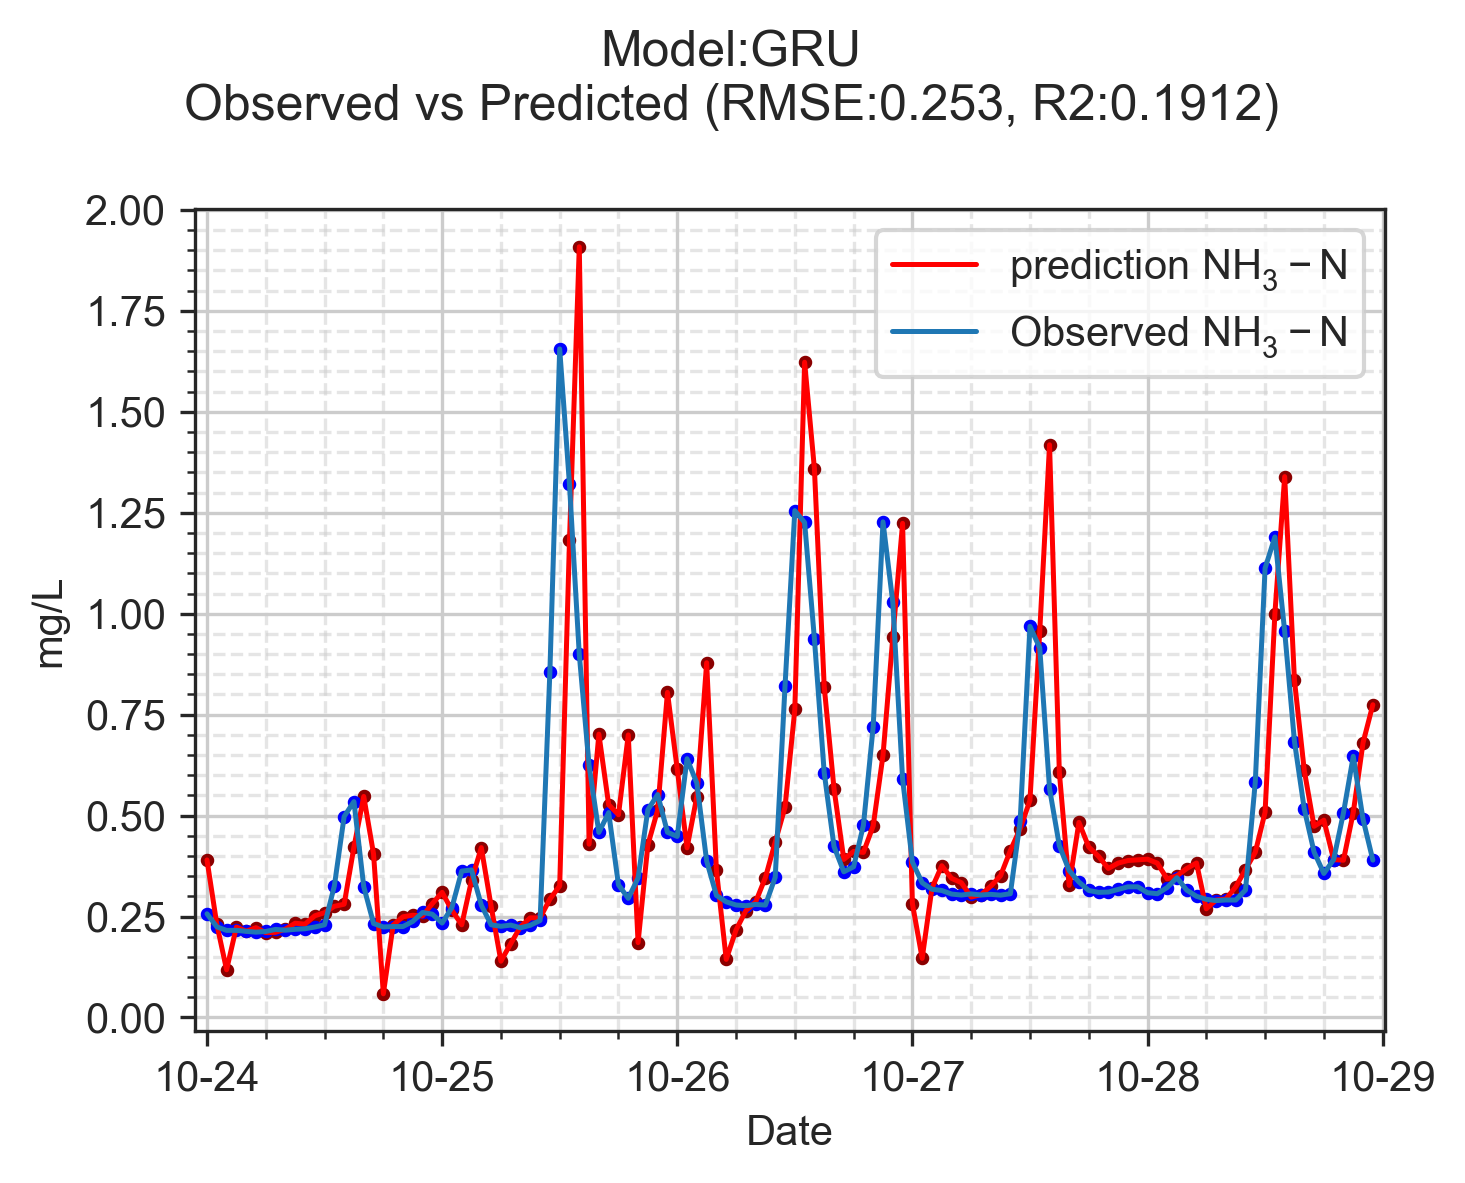 Model:GRU
Observed vs Predicted (RMSE:0.253, R2:0.1912)
2.00
1.75
1.50
1.25
1.00
0.75
0.50
0.25
0.00
mg/L
prediction NH₃ − N
Observed NH₃ − N
10-24 10-25 10-26 10-27 10-28 10-29
Date